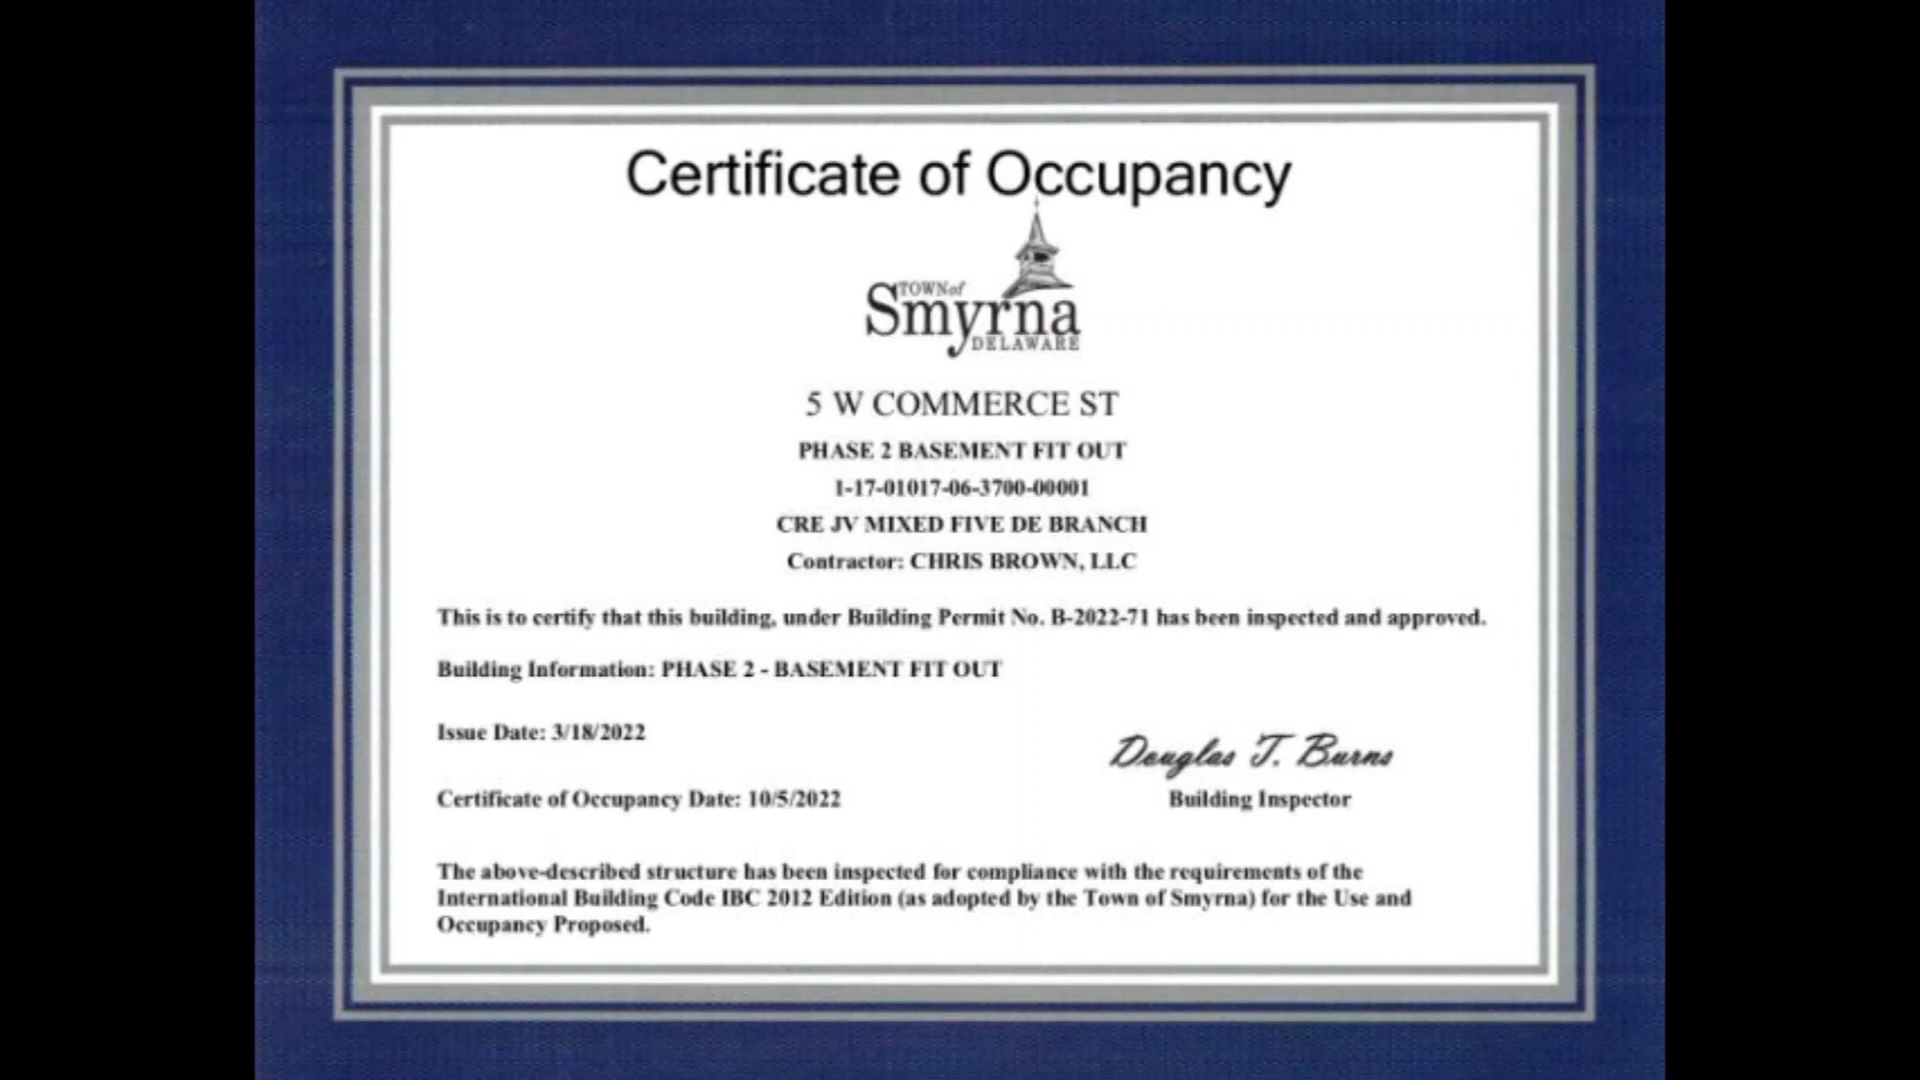 Certificate of Occupancy
TOWN of
Smyrna
DELAWARE
5 W COMMERCE ST
PHASE 2 BASEMENT FIT OUT
1-17-01017-06-3700-00001
CRE JV MIXED FIVE DE BRANCH
Contractor: CHRIS BROWN, LLC
This is to certify that this building, under Building Permit No. B-2022-71 has been inspected and approved.
Building Information: PHASE 2 - BASEMENT FIT OUT
Issue Date: 3/18/2022
Douglas T. Burns
Certificate of Occupancy Date: 10/5/2022
Building Inspector
The above-described structure has been inspected for compliance with the requirements of the
International Building Code IBC 2012 Edition (as adopted by the Town of Smyrna) for the Use and
Occupancy Proposed.